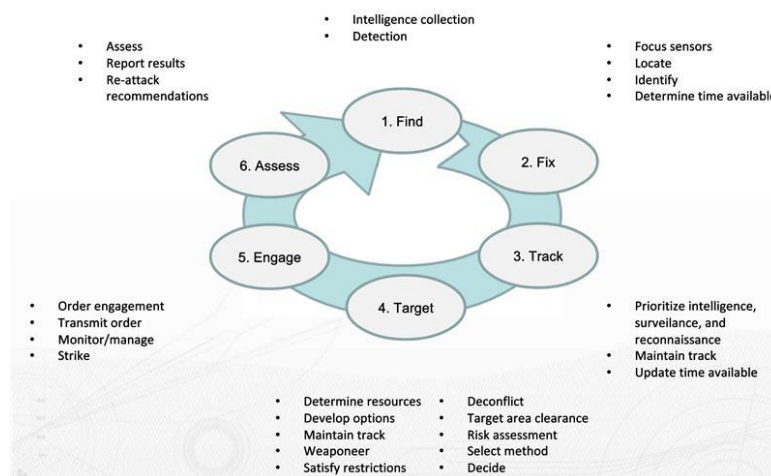 • Intelligence collection
• Detection
• Assess
• Report results
• Re-attack
recommendations
• Focus sensors
• Locate
• Identify
• Determine time available
1. Find
6. Assess
2. Fix
5. Engage
3. Track
4. Target
• Order engagement
• Transmit order
• Monitor/manage
• Strike
• Prioritize intelligence,
surveilance, and
reconnaissance
• Maintain track
• Update time available
• Determine resources
• Develop options
• Maintain track
• Weaponeer
• Satisfy restrictions
• Deconflict
• Target area clearance
• Risk assessment
• Select method
• Decide